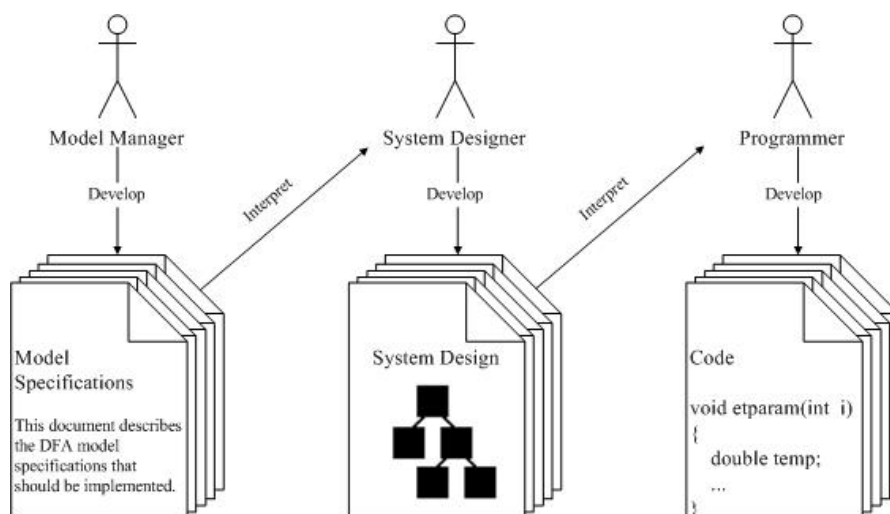 Model Manager
System Designer
Programmer
Develop
Interpret
Develop
Interpret
Develop
Model
Specifications
This document describes
the DFA model
specifications that
should be implemented.
System Design
Code
void etparam(int i)
{
double temp;
...
}